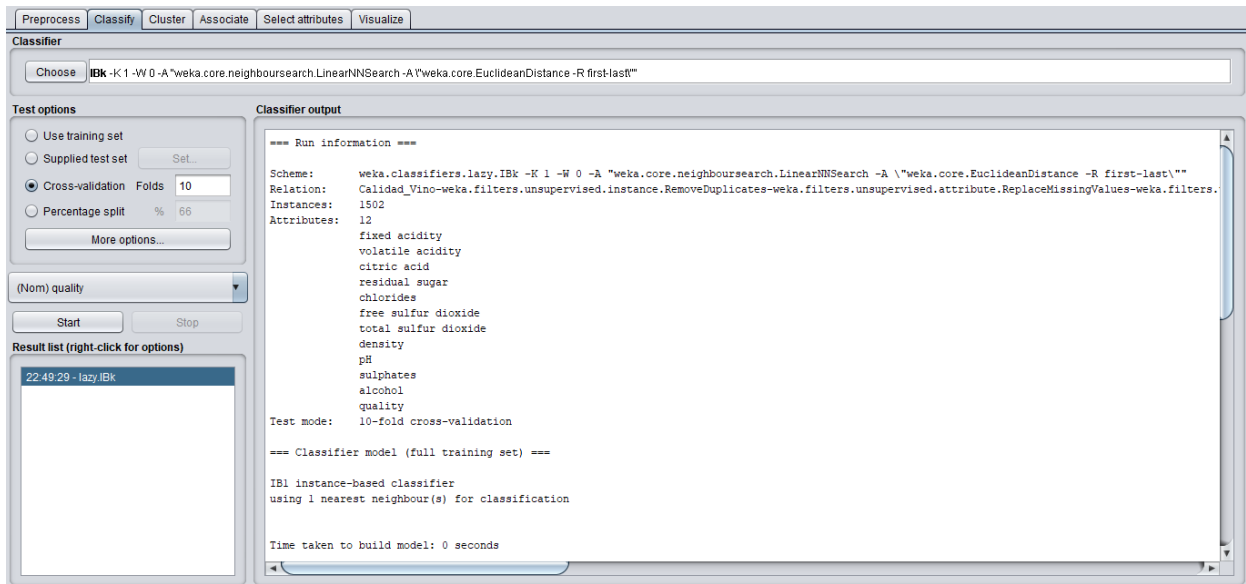 Preprocess Classify Cluster Associate Select attributes Visualize
Classifier
Choose IBk -K 1 -W 0 -A "weka.core.neighboursearch.LinearNNSearch -A \"weka.core.EuclideanDistance -R first-last\""
Test options
Use training set
Supplied test set Set...
Cross-validation Folds 10
Percentage split % 66
More options...
(Nom) quality
Start Stop
Result list (right-click for options)
22:49:29 - lazy.IBk
Classifier output
=== Run information ===
Scheme: weka.classifiers.lazy.IBk -K 1 -W 0 -A "weka.core.neighboursearch.LinearNNSearch -A \"weka.core.EuclideanDistance -R first-last\""
Relation: Calidad_Vino-weka.filters.unsupervised.instance.RemoveDuplicates-weka.filters.unsupervised.attribute.ReplaceMissingValues-weka.filters.
Instances: 1502
Attributes: 12
fixed acidity
volatile acidity
citric acid
residual sugar
chlorides
free sulfur dioxide
total sulfur dioxide
density
pH
sulphates
alcohol
quality
Test mode: 10-fold cross-validation
=== Classifier model (full training set) ===
IB1 instance-based classifier
using 1 nearest neighbour(s) for classification
Time taken to build model: 0 seconds